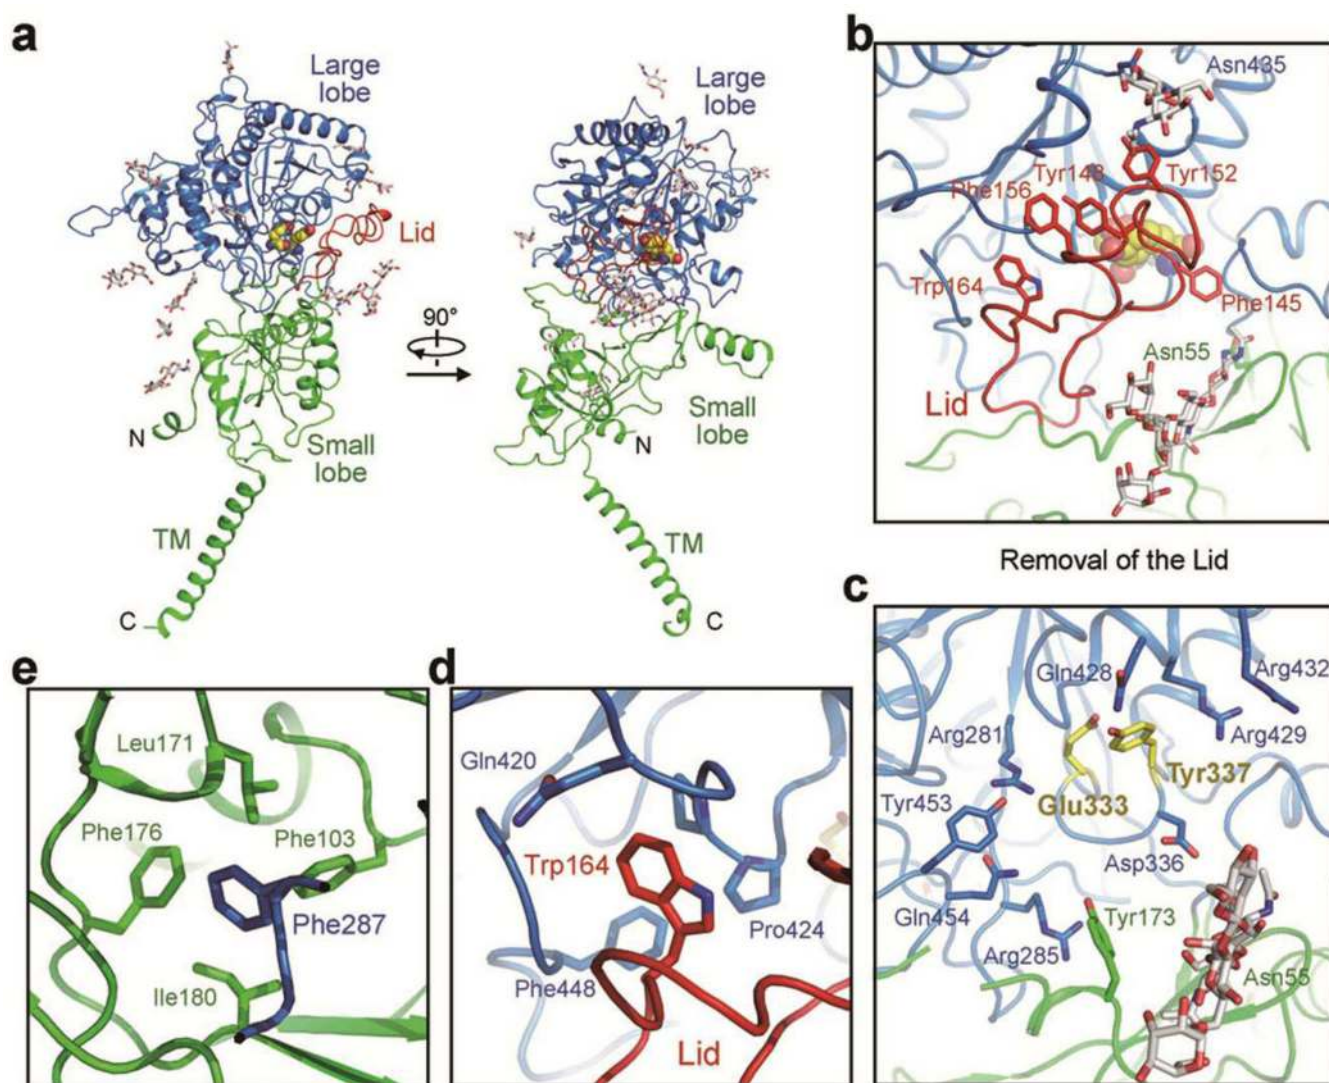 a
Large
lobe
Lid
N
Small
lobe
TM
C
90°
Large
lobe
Small
lobe
N
TM
C
b
Asn435
Tyr148
Tyr152
Phe156
Trp164
Phe145
Asn55
Lid
Removal of the Lid
c
Gln428
Arg432
Arg281
Arg429
Tyr337
Tyr453
Glu333
Asp336
Gln454
Tyr173
Arg285
Asn55
e
Leu171
Phe176
Phe103
Phe287
Ile180
d
Gln420
Trp164
Pro424
Phe448
Lid